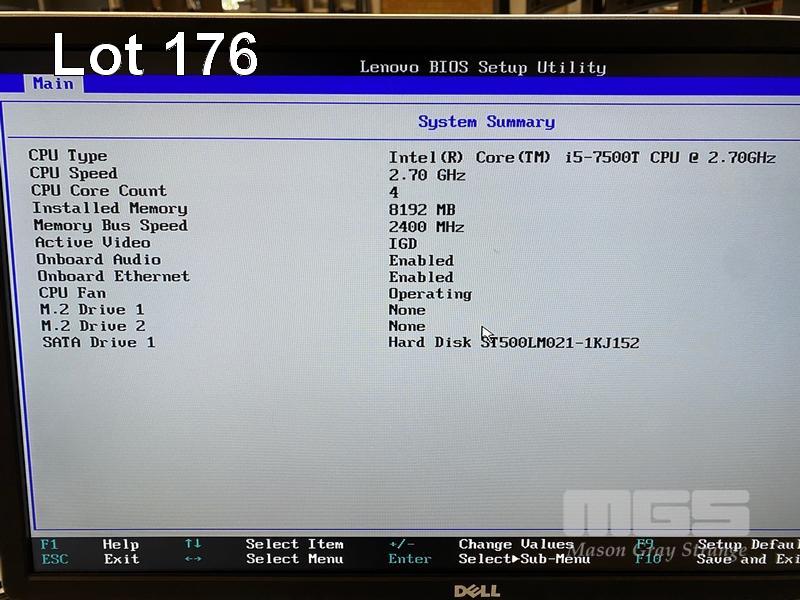 Lot 176
Lenovo BIOS Setup Utility
Main
System Summary
CPU Type Intel(R) Core(TM) i5-7500T CPU @ 2.70GHz
CPU Speed 2.70 GHz
CPU Core Count 4
Installed Memory 8192 MB
Memory Bus Speed 2400 MHz
Active Video IGD
Onboard Audio Enabled
Onboard Ethernet Enabled
CPU Fan Operating
M.2 Drive 1 None
M.2 Drive 2 None
SATA Drive 1 Hard Disk ST500LM021-1KJ152
MGS
Mason Gray Strange
F1 Help ↑↓ Select Item +/- Change Values F9 Setup Defaul
ESC Exit ←→ Select Menu Enter Select▶Sub-Menu F10 Save and Exi
DELL